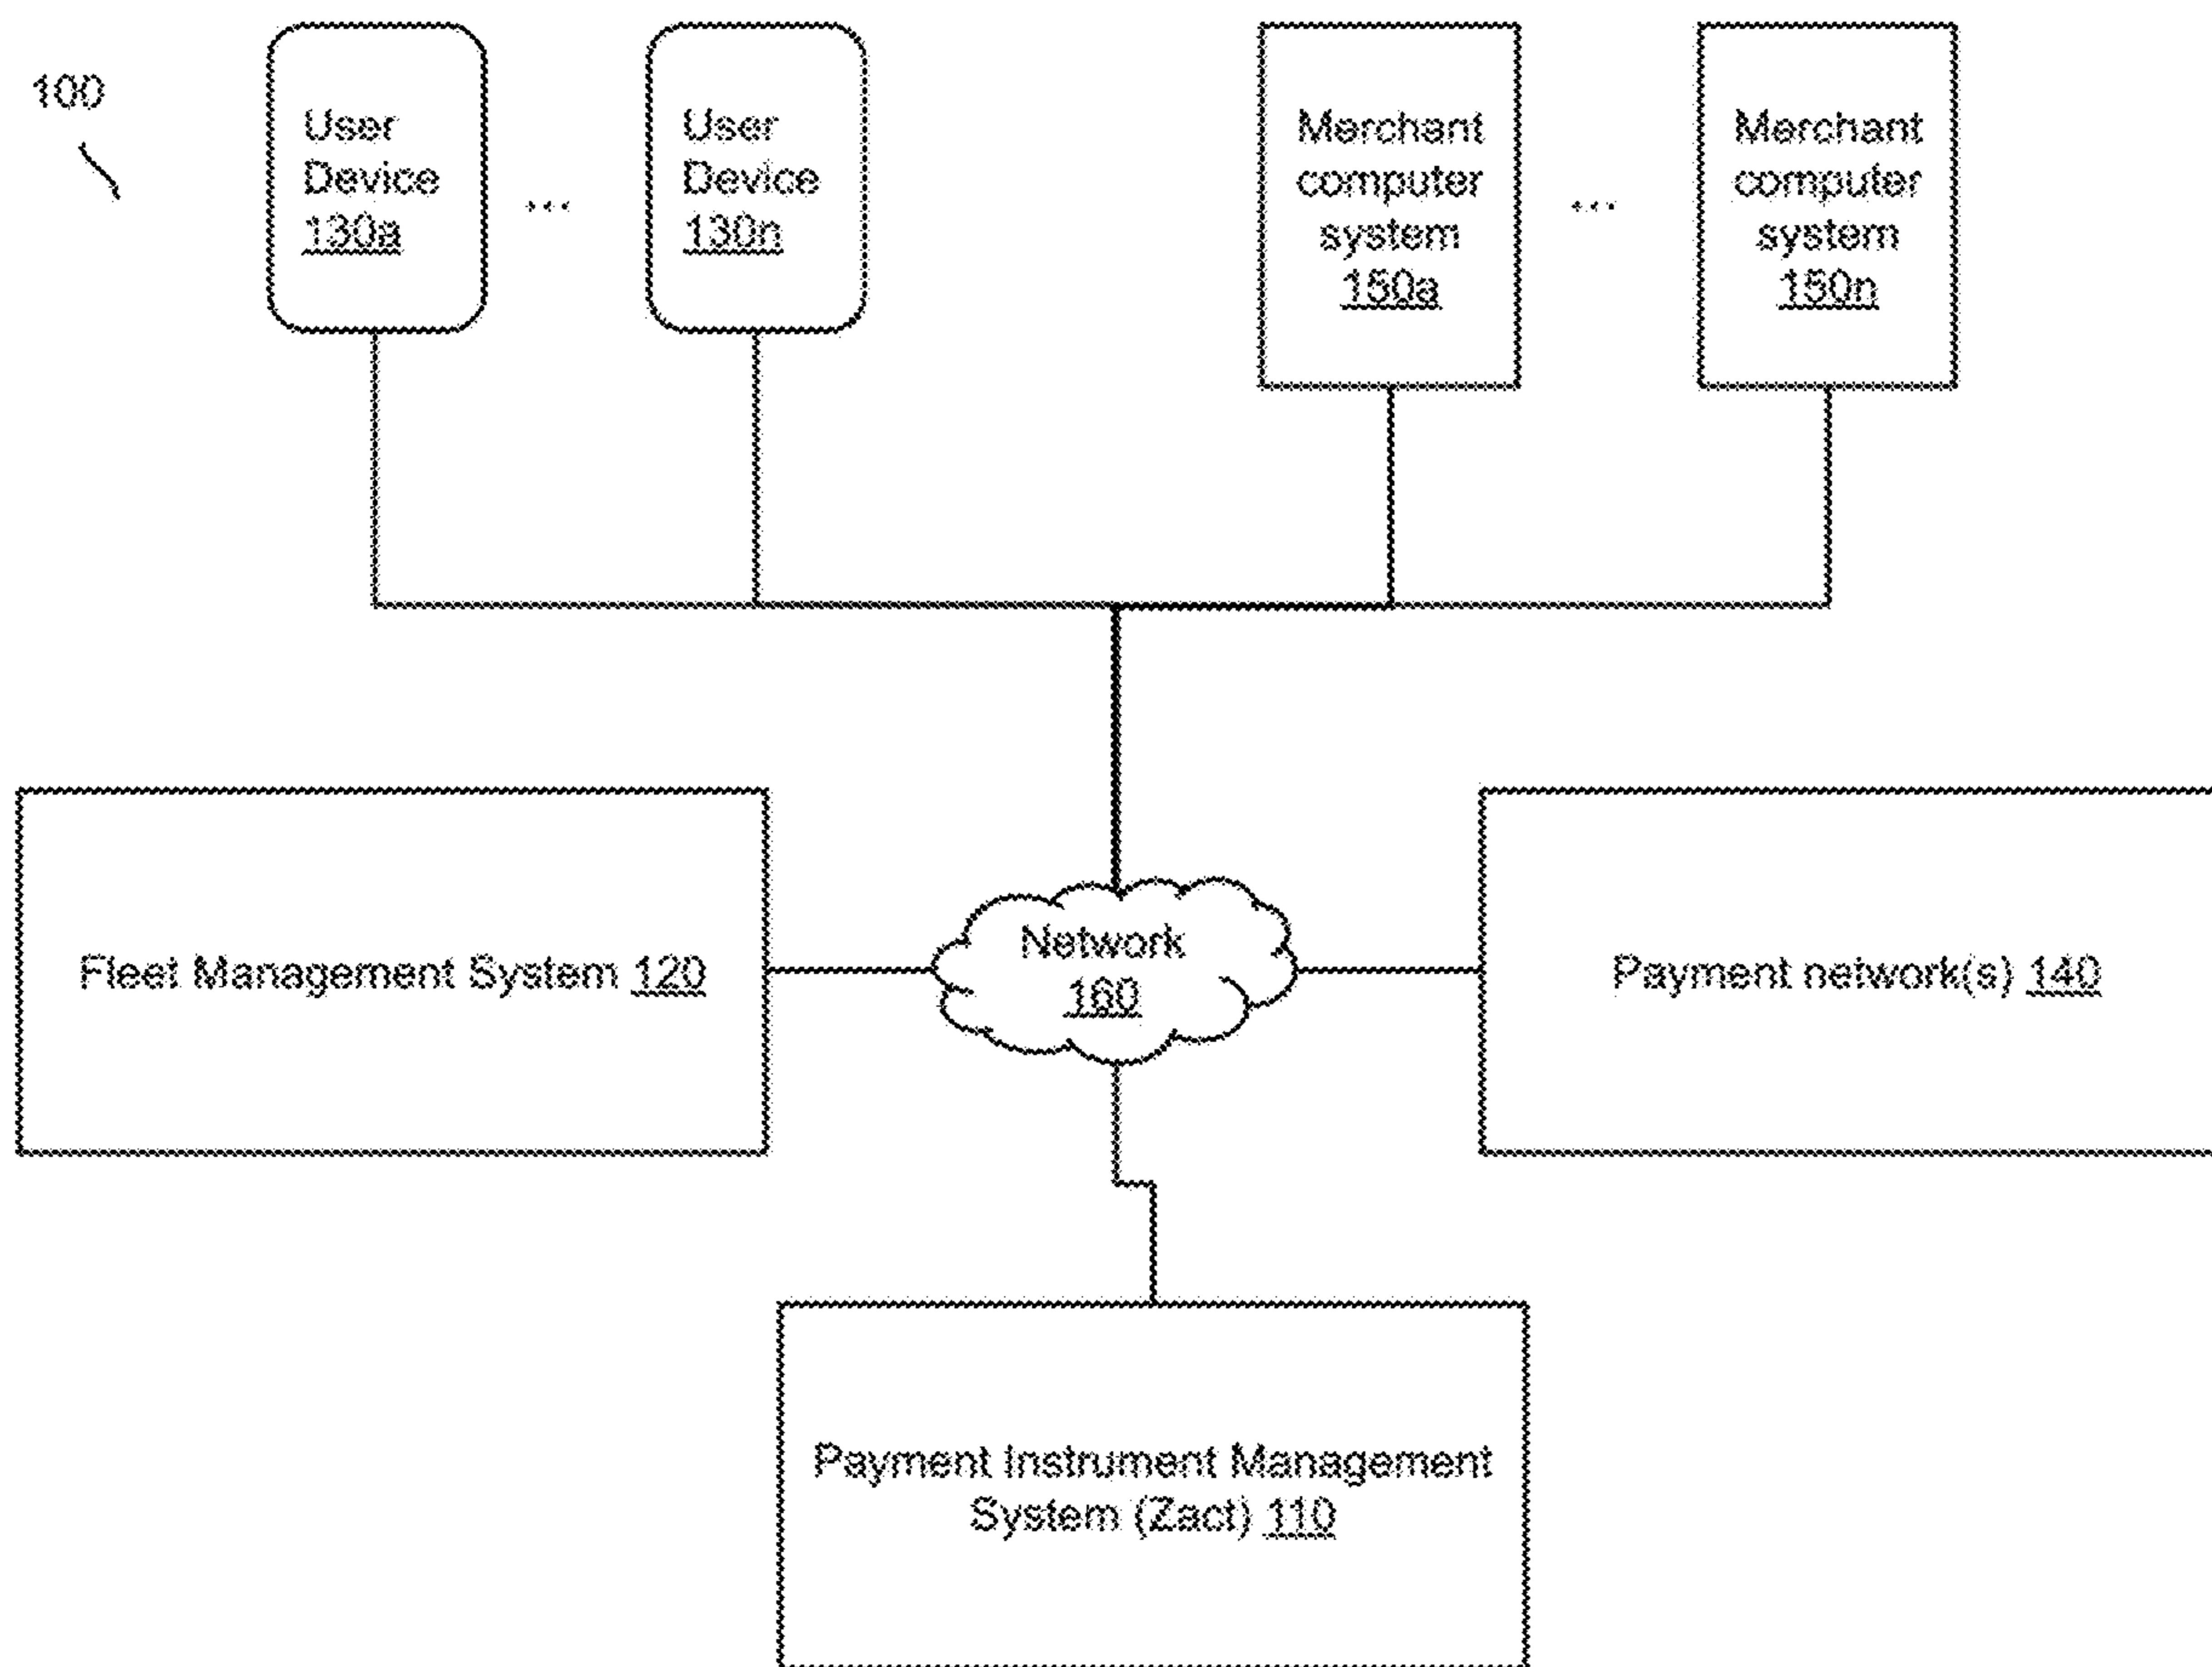 100
User
Device
130a
...
User
Device
130n
Merchant
computer
system
150a
...
Merchant
computer
system
150n
Fleet Management System 120
Network
160
Payment network(s) 140
Payment Instrument Management
System (Zact) 110